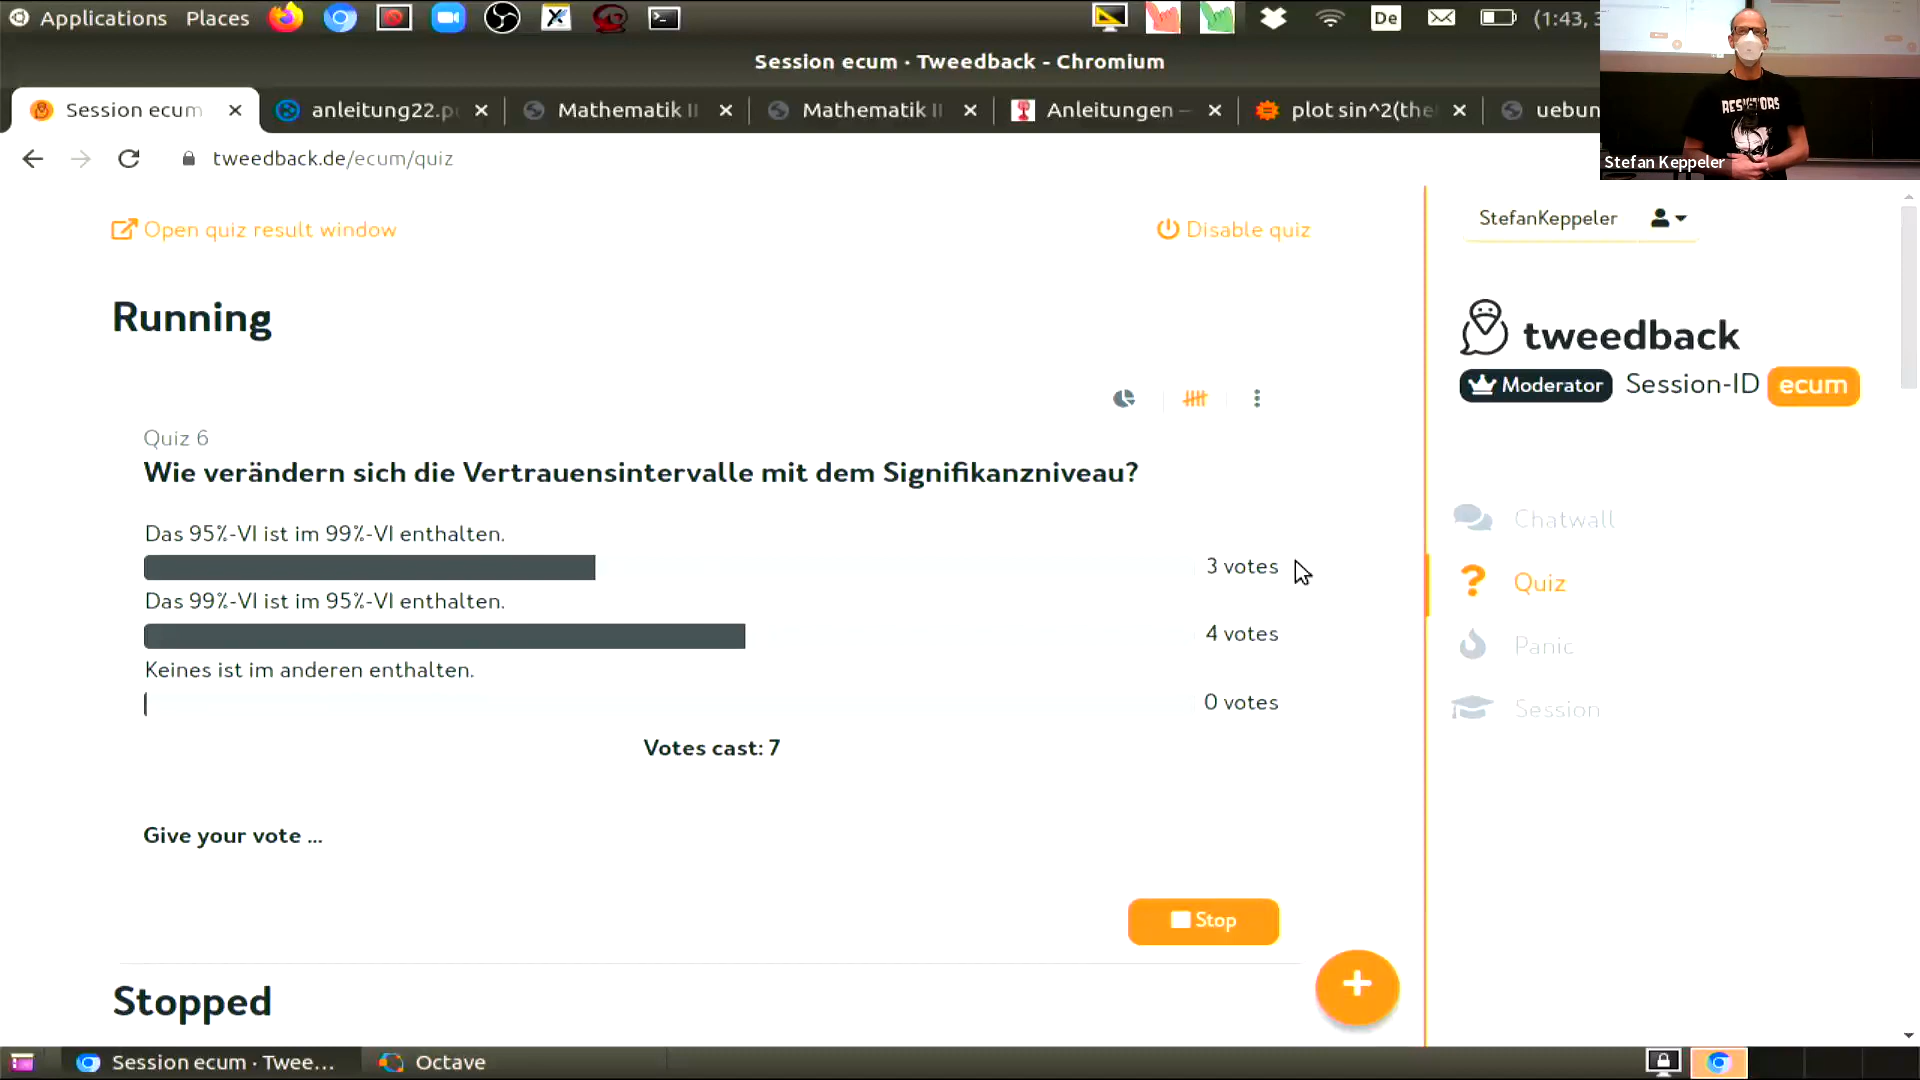 Applications Places De (1:43,
Session ecum · Tweedback - Chromium
Session ecum anleitung22.p Mathematik II Mathematik II Anleitungen – plot sin^2(the uebun
tweedback.de/ecum/quiz
Stefan Keppeler
Open quiz result window
Disable quiz
StefanKeppeler
Running
tweedback
Moderator Session-ID ecum
Quiz 6
Wie verändern sich die Vertrauensintervalle mit dem Signifikanzniveau?
Das 95%-VI ist im 99%-VI enthalten.
3 votes
Das 99%-VI ist im 95%-VI enthalten.
4 votes
Keines ist im anderen enthalten.
0 votes
Votes cast: 7
Give your vote ...
Stop
Chatwall
Quiz
Panic
Session
Stopped
Session ecum · Twee... Octave